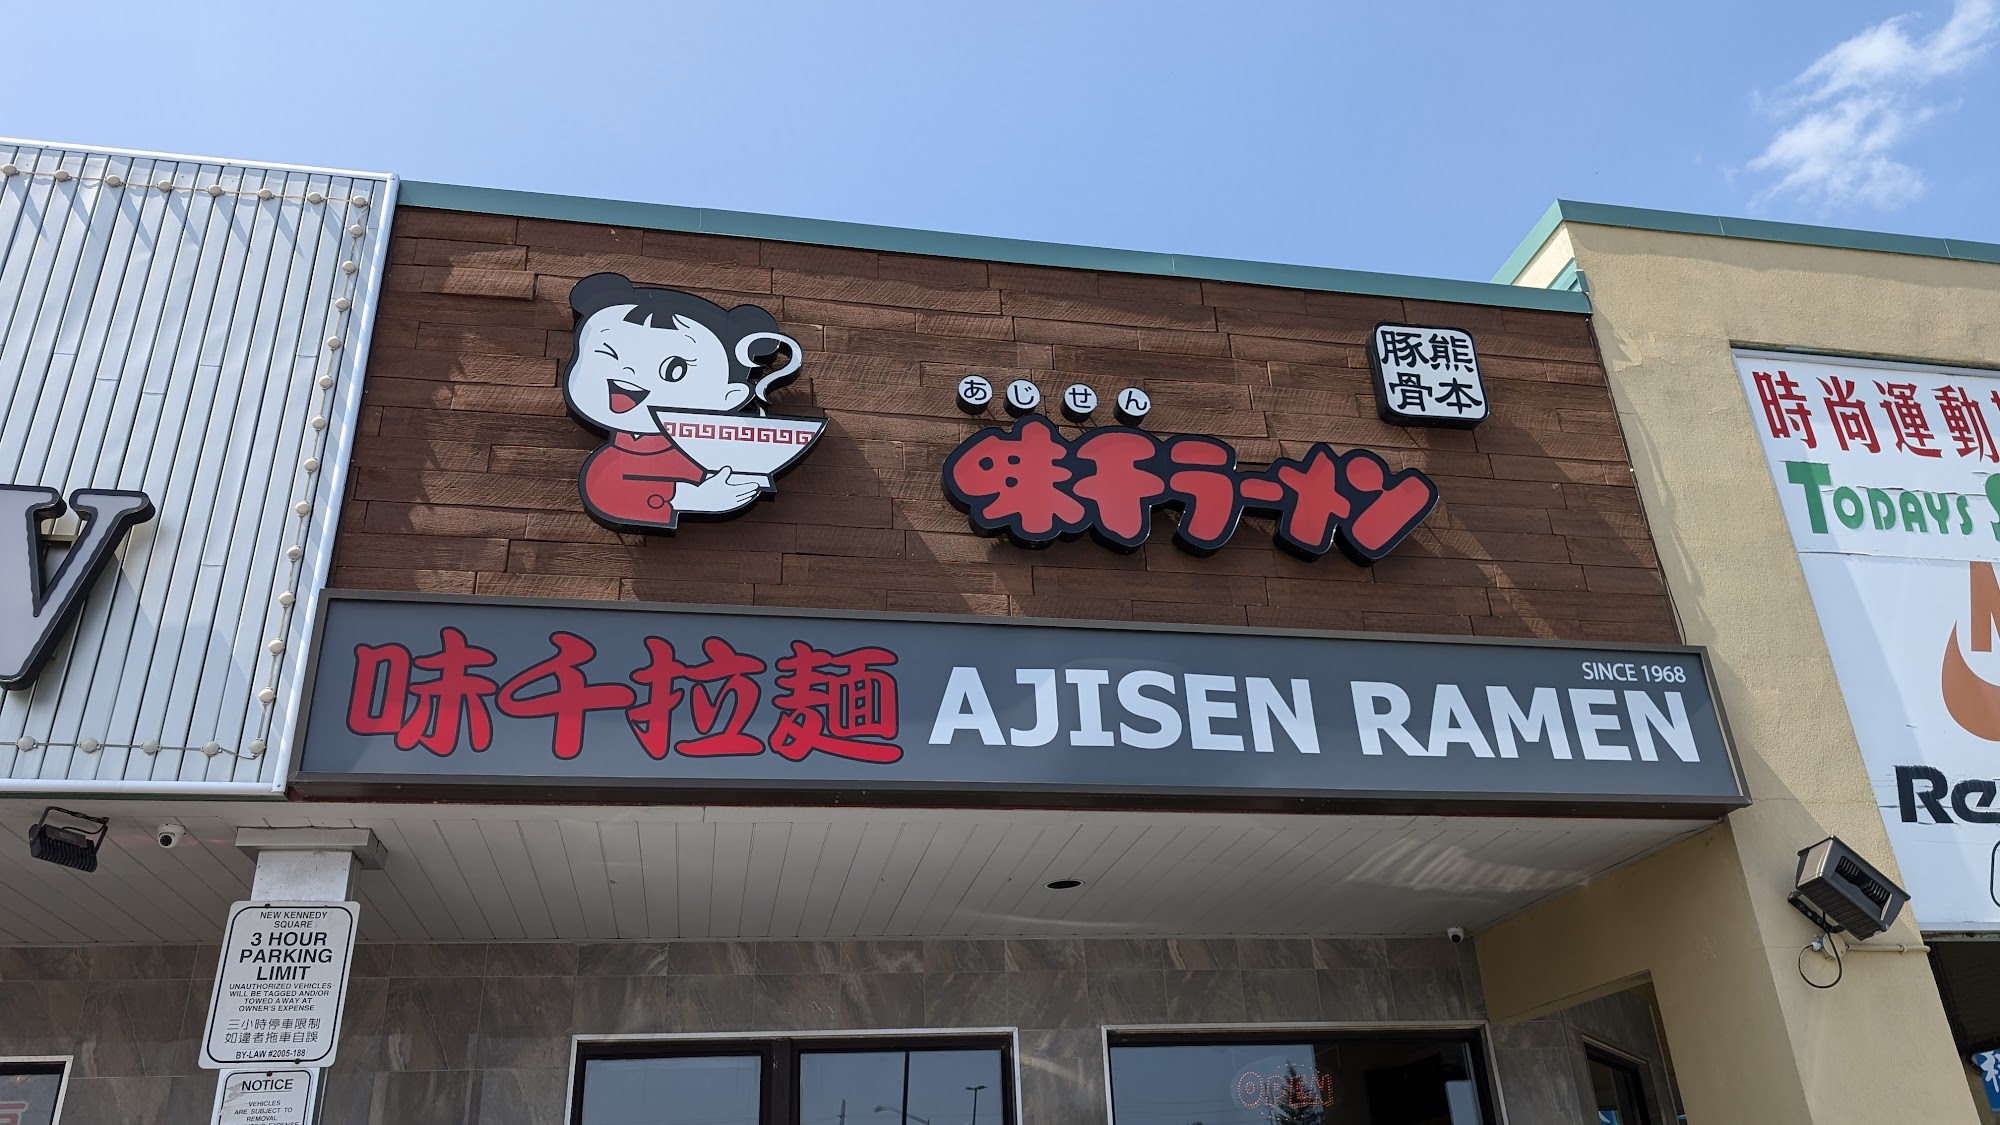 あじせん
味千ラーメン
熊本
豚骨
味千拉麺 AJISEN RAMEN
SINCE 1968
時尚運動
TODAYS
Re
NEW KENNEDY
SQUARE
3 HOUR
PARKING
LIMIT
UNAUTHORIZED VEHICLES
WILL BE TAGGED AND/OR
TOWED AWAY AT
OWNER'S EXPENSE
三小時停車限制
如違者拖車自誤
BY-LAW #2005-188
NOTICE
VEHICLES
ARE SUBJECT TO
REMOVAL
OPEN